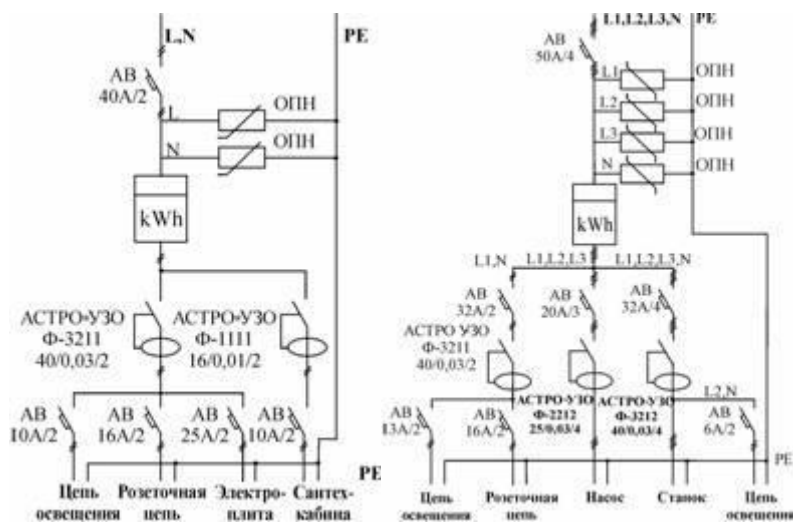 L,N
PE
АВ
40А/2
L
ОПН
N
ОПН
kWh
АСТРО-УЗО
Ф-3211
40/0,03/2
АСТРО-УЗО
Ф-1111
16/0,01/2
АВ
10А/2
АВ
16А/2
АВ
25А/2
АВ
10А/2
PE
Цепь
освещения
Розеточная
цепь
Электро-
плита
Сантех-
кабина
L1,L2,L3,N
PE
АВ
50А/4
L1
ОПН
L2
ОПН
L3
ОПН
N
ОПН
kWh
L1,N
L1,L2,L3
L1,L2,L3,N
АВ
32А/2
АВ
20А/3
АВ
32А/4
АСТРО УЗО
Ф-3211
40/0,03/2
АСТРО-УЗО
Ф-2212
25/0,03/4
АСТРО-УЗО
Ф-3212
40/0,03/4
L2,N
АВ
13А/2
АВ
16А/2
АВ
6А/2
PE
Цепь
освещения
Розеточная
цепь
Насос
Станок
Цепь
освещения